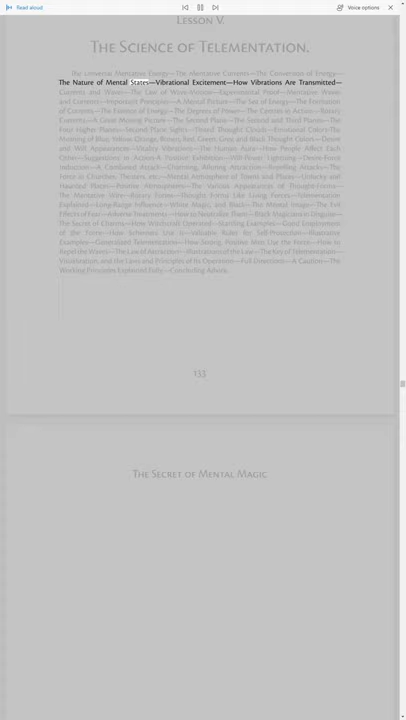 Read aloud
Voice options
LESSON V.
THE SCIENCE OF TELEMENTATION.
The Universal Mentative Energy—The Mentative Currents—The Conversion of Energy—
The Nature of Mental States—Vibrational Excitement—How Vibrations Are Transmitted—
Currents and Waves—The Law of Wave-Motion—Experimental Proof—Mentative Waves
and Currents—Important Principles—A Mental Picture—The Sea of Energy—The Formation
of Currents—The Essence of Energy—The Degrees of Power—The Currents in Action—Rotary
Currents—A Great Moving Picture—The Second Plane—The Second and Third Planes—The
Four Higher Planes—Second Plane Sights—Tinted Thought Clouds—Emotional Colors-The
Meaning of Blue, Yellow, Orange, Brown, Red, Green, Gray and Black Thought Colors—Desire
and Will Appearances—Vitality Vibrations—The Human Aura—How People Affect Each
Other—Suggestions in Action-A Positive Exhibition—Will-Power Lightning—Desire-Force
Induction—A Combined Attack—Charming, Alluring Attraction—Repelling Attacks—The
Force in Churches, Theaters, etc.—Mental Atmosphere of Towns and Places—Unlucky and
Haunted Places—Positive Atmospheres—The Various Appearances of Thought-Forms—
The Mentative Wire—Rotary Forms—Thought Forms Like Living Forces—Telementation
Explained—Long-Range Influence—White Magic, and Black—The Mental Image—The Evil
Effects of Fear—Adverse Treatments—How to Neutralize Them—Black Magicians in Disguise—
The Secret of Charms—How Witchcraft Operated—Startling Examples—Good Employment
of the Force—How Schemers Use It—Valuable Rules for Self-Protection—Illustrative
Examples—Generalized Telementation—How Strong, Positive Men Use the Force—How to
Repel the Waves—The Law of Attraction—Illustrations of the Law—The Key of Telementation—
Visualization, and the Laws and Principles of Its Operations—Full Directions—A Caution—The
Working Principles Explained Fully—Concluding Advice.
153
THE SECRET OF MENTAL MAGIC